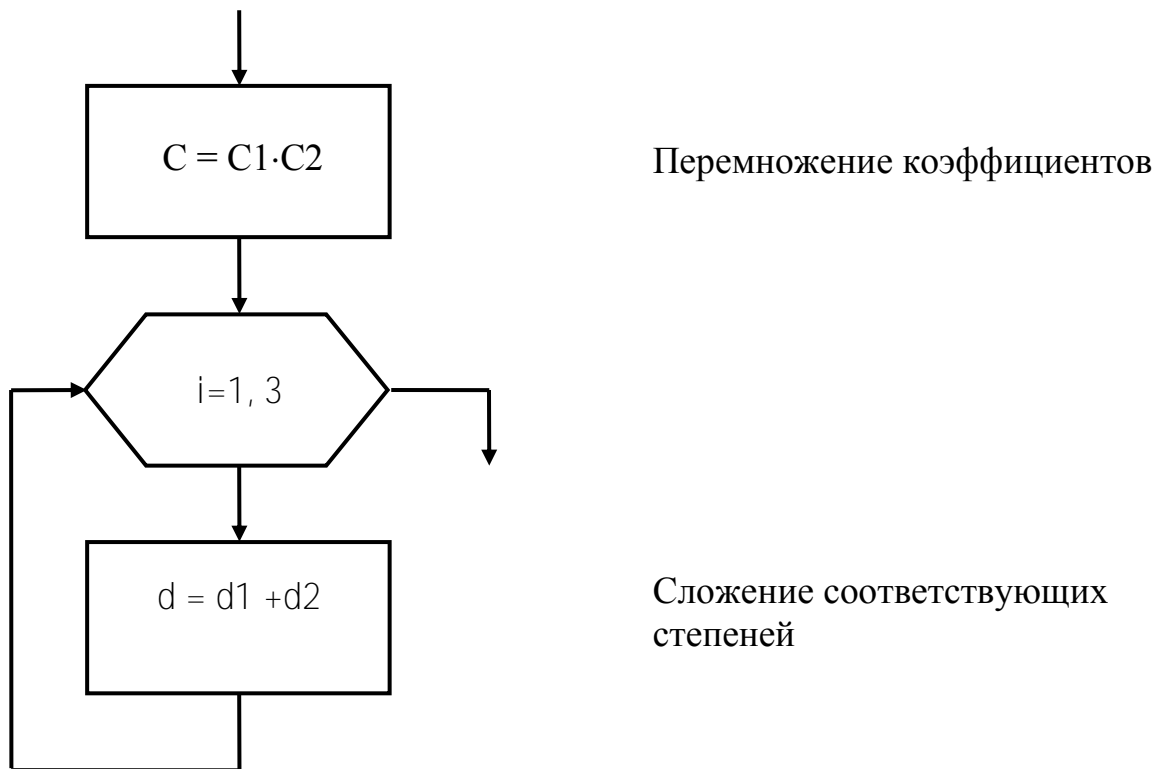 C = C1·C2
Перемножение коэффициентов
i=1, 3
d = d1 +d2
Сложение соответствующих
степеней